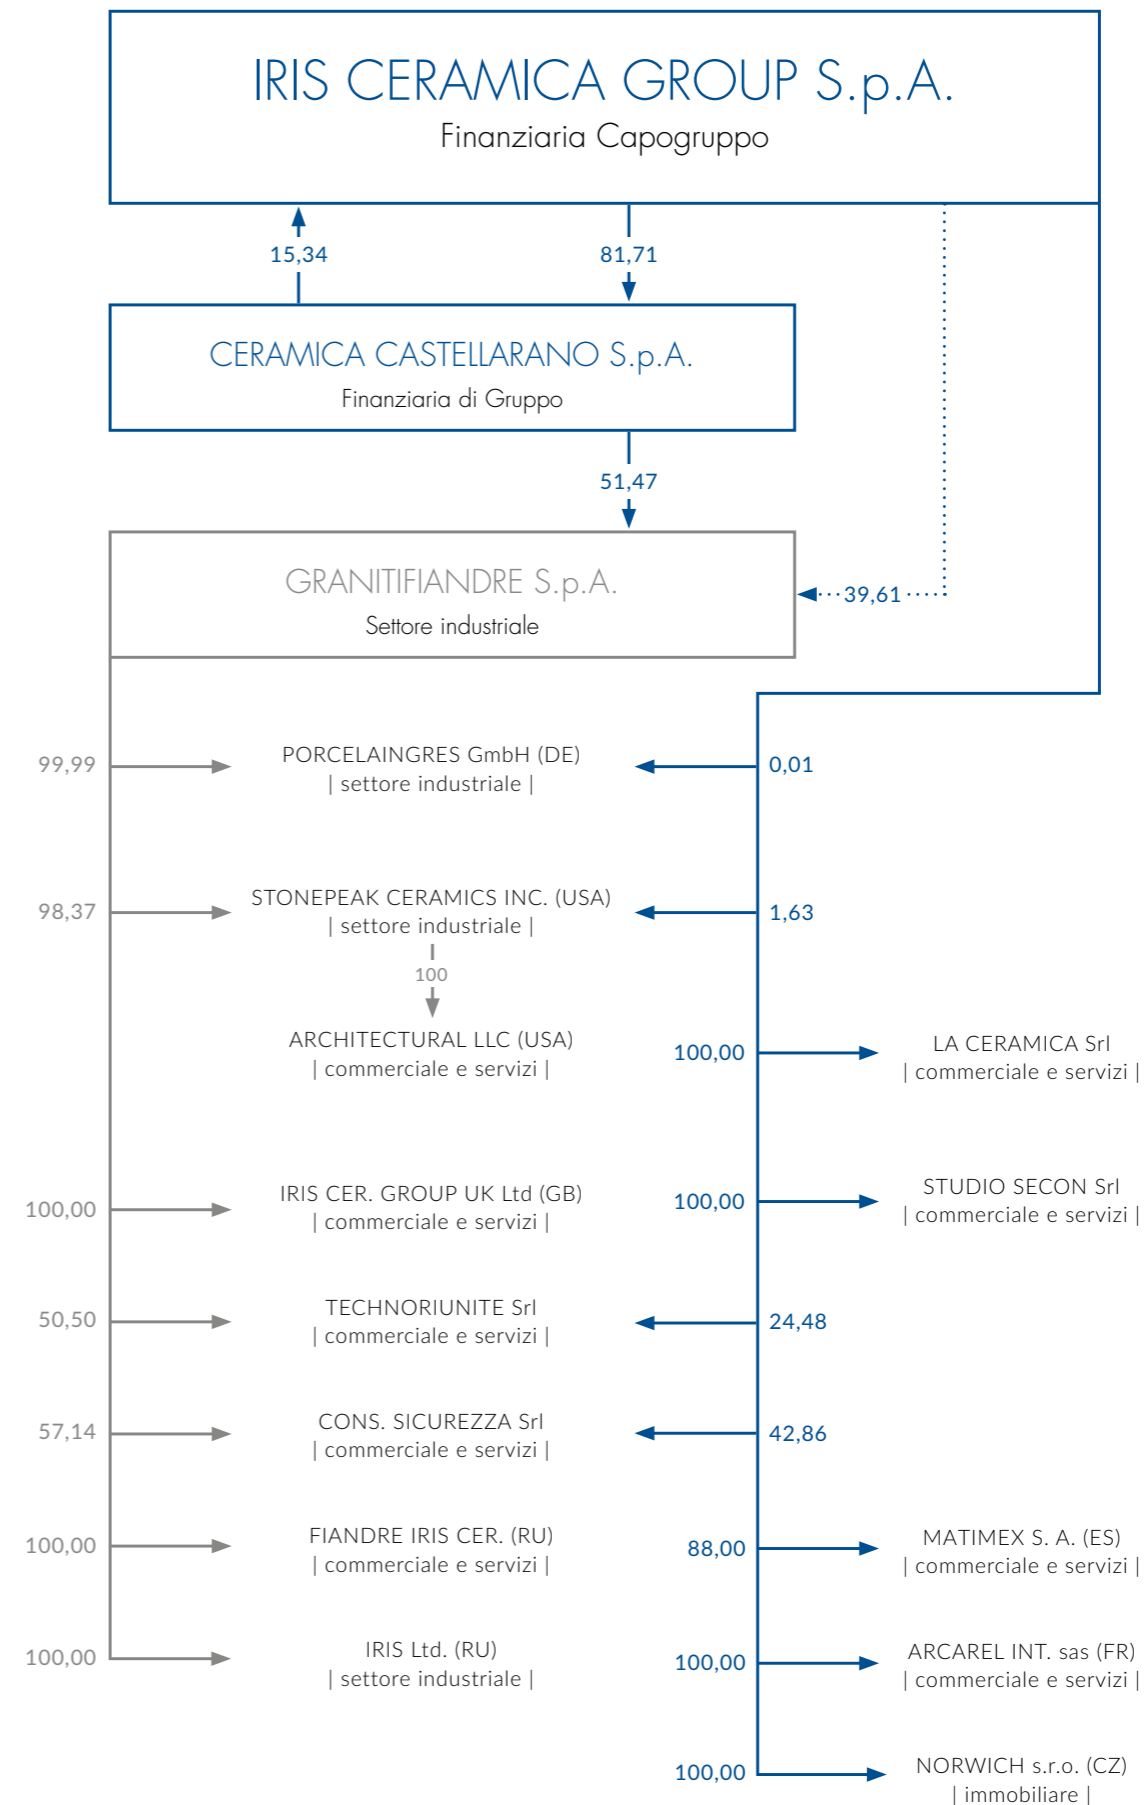 IRIS CERAMICA GROUP S.p.A.
Finanziaria Capogruppo
15,34
81,71
CERAMICA CASTELLARANO S.p.A.
Finanziaria di Gruppo
51,47
GRANITIFIANDRE S.p.A.
Settore industriale
39,61
99,99
PORCELAINGRES GmbH (DE)
| settore industriale |
0,01
98,37
STONEPEAK CERAMICS INC. (USA)
| settore industriale |
1,63
100
ARCHITECTURAL LLC (USA)
| commerciale e servizi |
100,00
LA CERAMICA Srl
| commerciale e servizi |
100,00
IRIS CER. GROUP UK Ltd (GB)
| commerciale e servizi |
100,00
STUDIO SECON Srl
| commerciale e servizi |
50,50
TECHNORIUNITE Srl
| commerciale e servizi |
24,48
57,14
CONS. SICUREZZA Srl
| commerciale e servizi |
42,86
100,00
FIANDRE IRIS CER. (RU)
| commerciale e servizi |
88,00
MATIMEX S. A. (ES)
| commerciale e servizi |
100,00
IRIS Ltd. (RU)
| settore industriale |
100,00
ARCAREL INT. sas (FR)
| commerciale e servizi |
100,00
NORWICH s.r.o. (CZ)
| immobiliare |